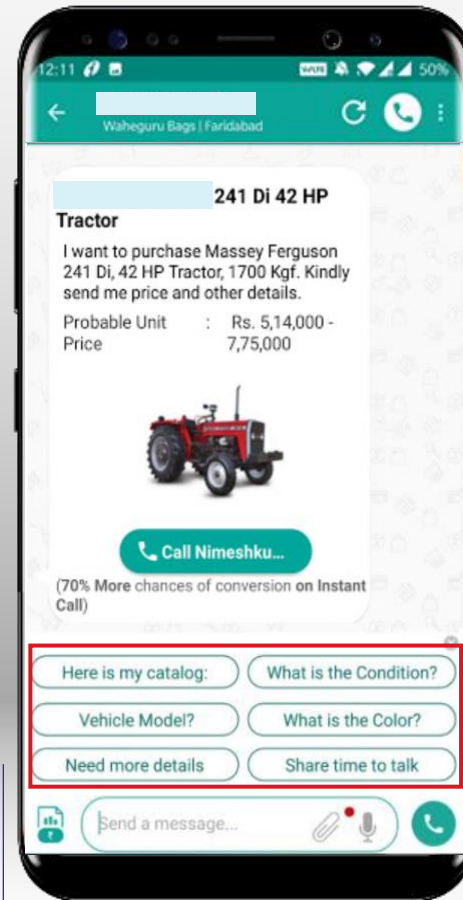 12:11
VoWiFi 50%
Waheguru Bags | Faridabad
241 Di 42 HP
Tractor
I want to purchase Massey Ferguson
241 Di, 42 HP Tractor, 1700 Kgf. Kindly
send me price and other details.
Probable Unit : Rs. 5,14,000 -
Price 7,75,000
Call Nimeshku...
(70% More chances of conversion on Instant
Call)
Here is my catalog: What is the Condition?
Vehicle Model? What is the Color?
Need more details Share time to talk
₹ Send a message...